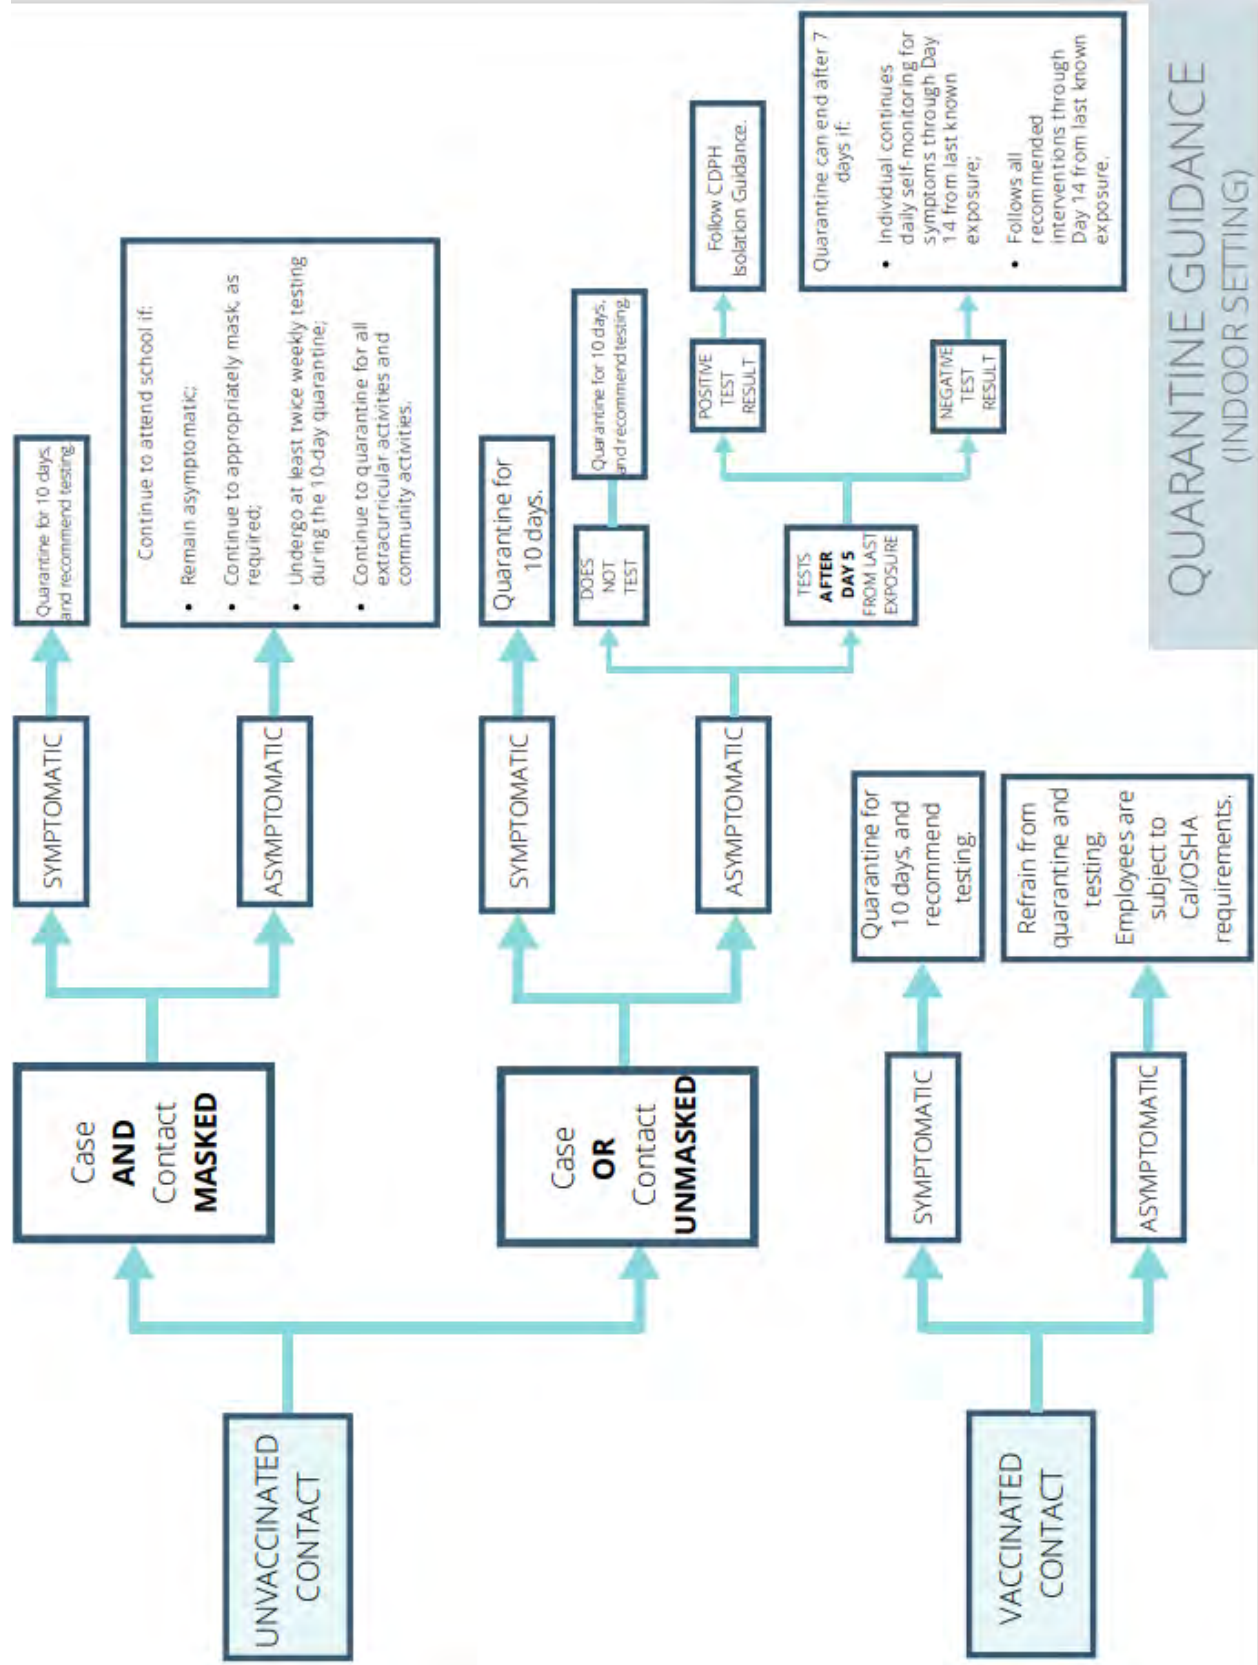 UNVACCINATED
CONTACT
Case
AND
Contact
MASKED
SYMPTOMATIC
Quarantine for 10 days,
and recommend testing.
ASYMPTOMATIC
Continue to attend school if:
• Remain asymptomatic;
• Continue to appropriately mask, as
required;
• Undergo at least twice weekly testing
during the 10-day quarantine;
• Continue to quarantine for all
extracurricular activities and
community activities.
Case
OR
Contact
UNMASKED
SYMPTOMATIC
Quarantine for
10 days.
ASYMPTOMATIC
DOES
NOT
TEST
Quarantine for 10 days,
and recommend testing.
TESTS
AFTER
DAY 5
FROM LAST
EXPOSURE
POSITIVE
TEST
RESULT
Follow CDPH
Isolation Guidance.
NEGATIVE
TEST
RESULT
Quarantine can end after 7
days if:
• Individual continues
daily self-monitoring for
symptoms through Day
14 from last known
exposure;
• Follows all
recommended
interventions through
Day 14 from last known
exposure.
VACCINATED
CONTACT
SYMPTOMATIC
Quarantine for
10 days, and
recommend
testing.
ASYMPTOMATIC
Refrain from
quarantine and
testing.
Employees are
subject to
Cal/OSHA
requirements.
QUARANTINE GUIDANCE
(INDOOR SETTING)